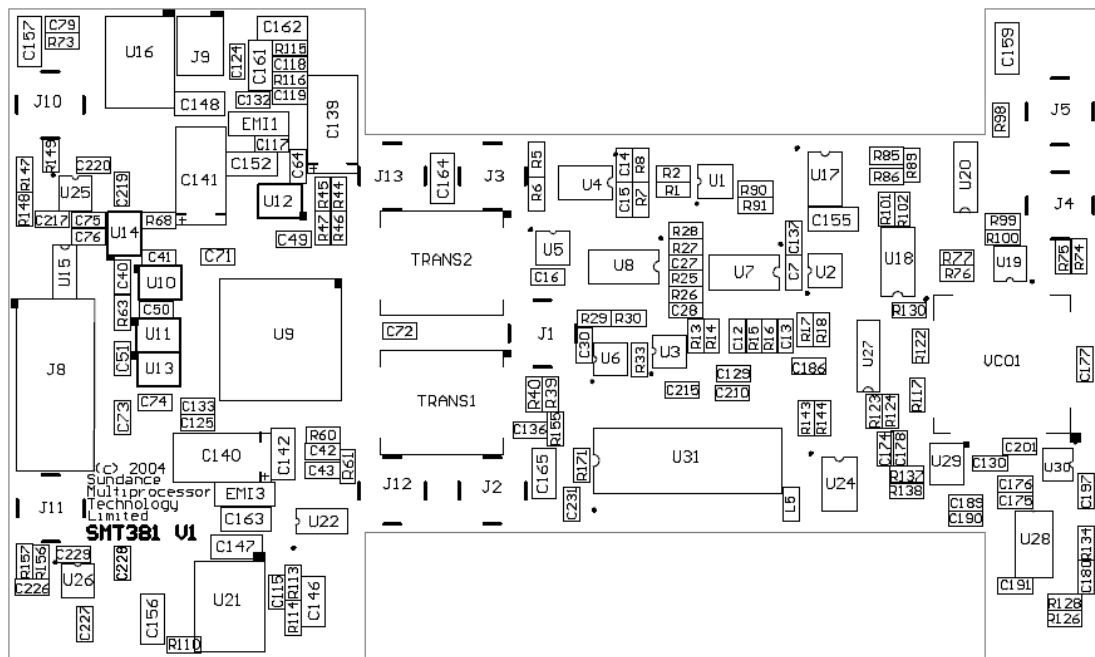 C157
C79
R73
U16
J9
C162
C124
C161
R115
C118
R116
C119
C132
C139
C159
J10
C148
EMI1
C117
C152
C64
J5
R98
R147
R149
C220
R148
U25
C219
C141
U12
R45
R44
R47
R46
C49
J13
C164
J3
R5
R6
U4
C14
R8
C15
R7
R2
R1
U1
R90
R91
U17
C155
R85
R86
R89
U20
J4
C217
C75
C76
R68
U14
C41
C71
U15
C40
U10
R63
C50
U11
C51
U13
U9
TRANS2
U5
C16
U8
R28
R27
C27
R25
R26
C28
U7
C137
C7
U2
R101
R102
U18
R99
R100
R77
R76
U19
R75
R74
R130
J8
C72
J1
R29
R30
C30
U6
R33
U3
R13
R14
C12
R15
R16
C13
R17
R18
C186
U27
R122
VCO1
C177
C73
C74
C133
C125
TRANS1
R40
R39
R155
C136
C129
C210
C215
R143
R144
R123
R124
R117
C140
C142
R60
C42
C43
R61
C165
R171
U31
C174
C178
R137
R138
U29
C201
C130
U30
C176
C175
C197
U24
L5
C231
(c) 2004
Sundance
Multiprocessor
Technology
Limited
SMT381 V1
J11
EMI3
C163
U22
J12
J2
C189
C190
U28
R134
C180
C191
R128
R126
R157
R156
C229
C226
U26
C228
C227
C147
U21
C156
R110
C115
R113
R114
C146